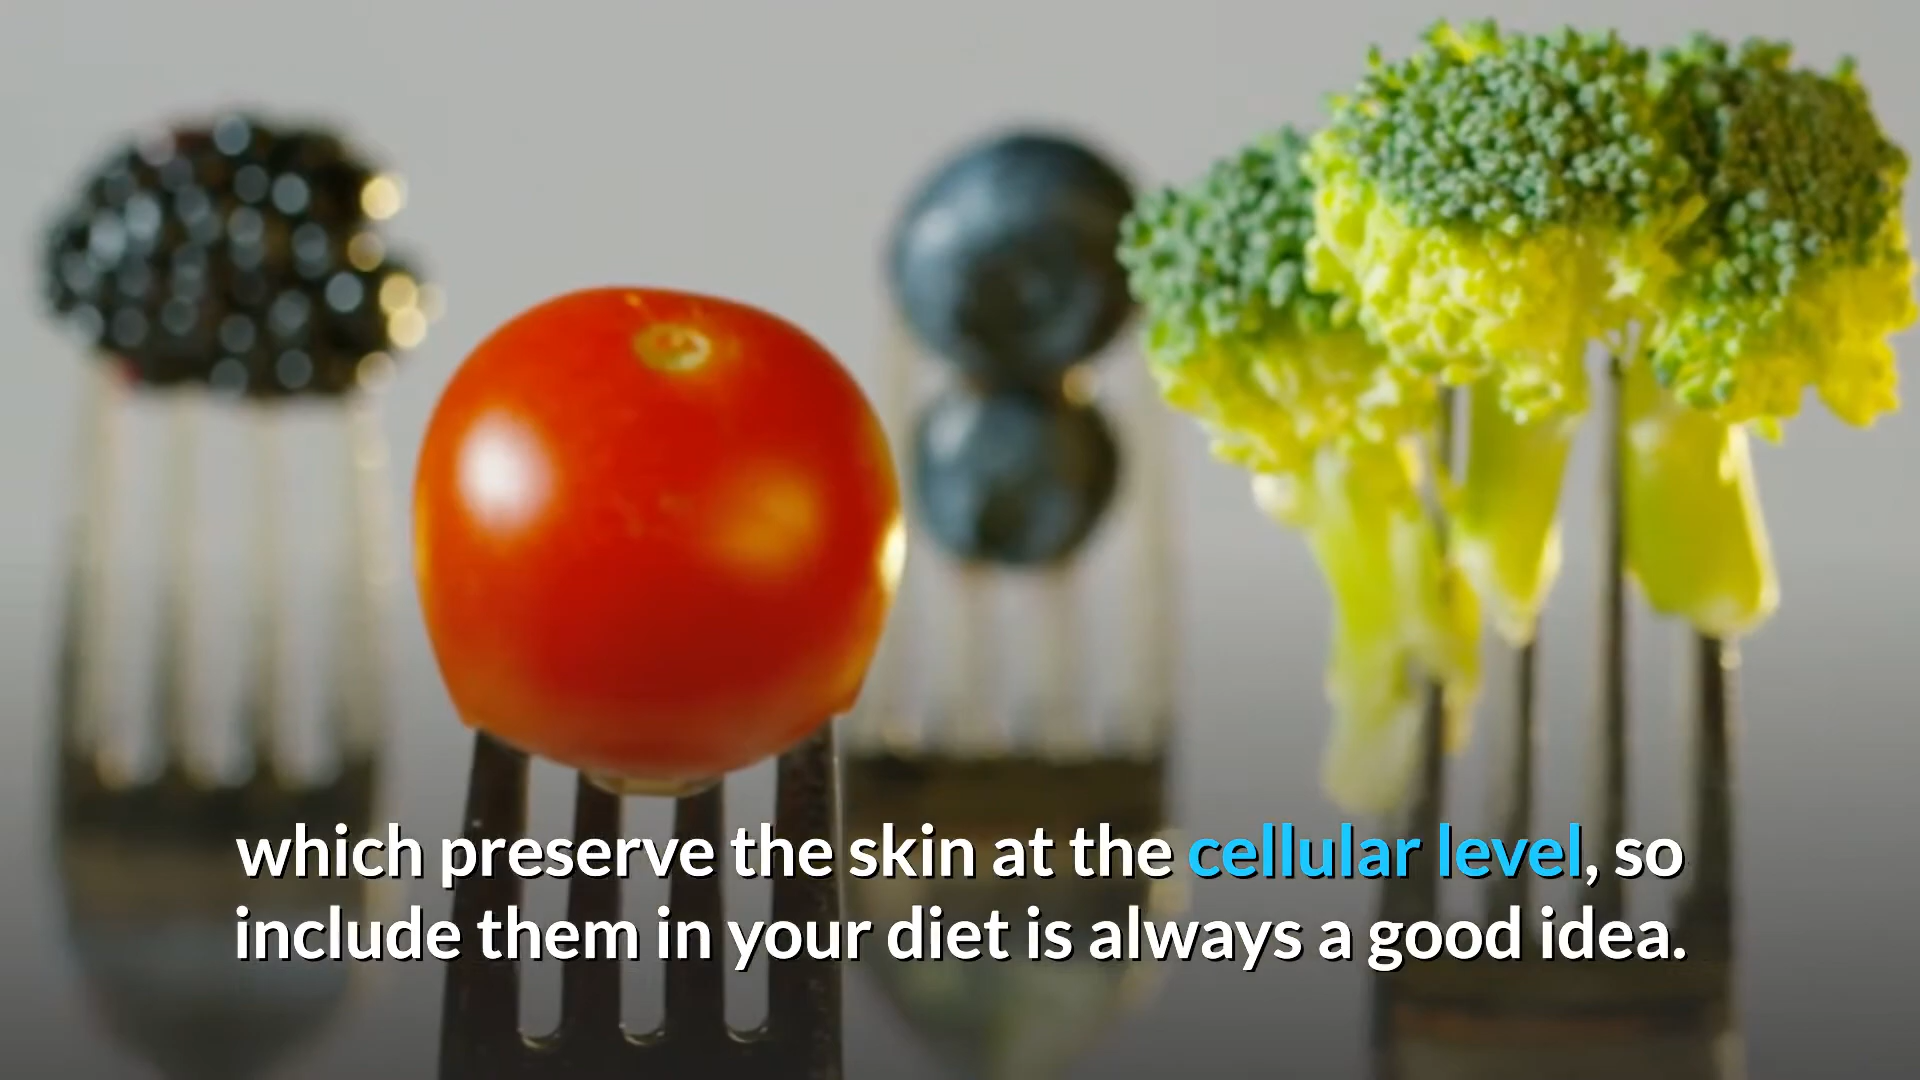 which preserve the skin at the cellular level, so
include them in your diet is always a good idea.